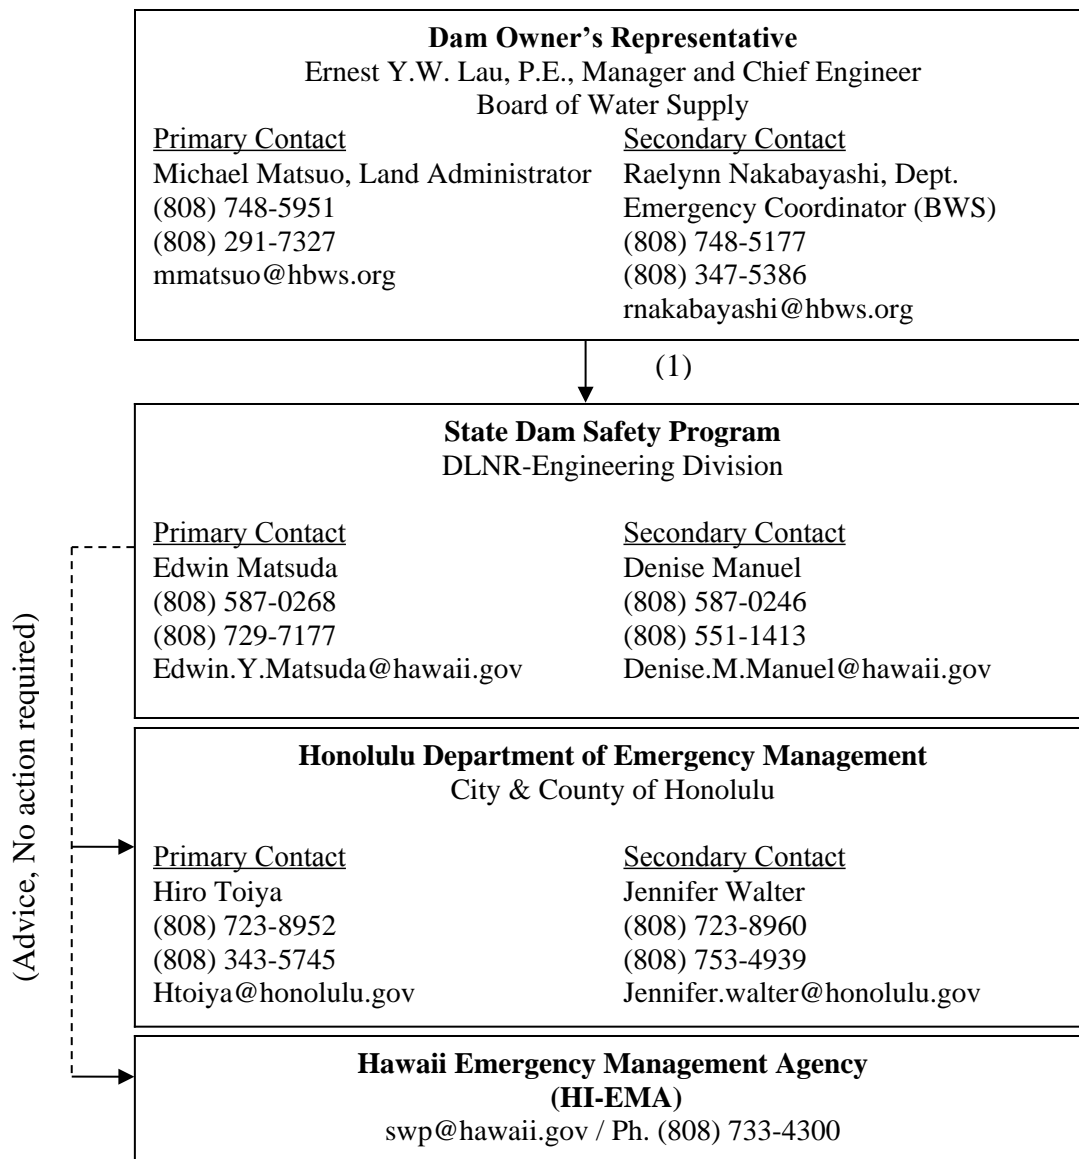 Dam Owner's Representative
Ernest Y.W. Lau, P.E., Manager and Chief Engineer
Board of Water Supply
Primary Contact
Michael Matsuo, Land Administrator
(808) 748-5951
(808) 291-7327
mmatsuo@hbws.org
Secondary Contact
Raelynn Nakabayashi, Dept.
Emergency Coordinator (BWS)
(808) 748-5177
(808) 347-5386
rnakabayashi@hbws.org
(1)
State Dam Safety Program
DLNR-Engineering Division
Primary Contact
Edwin Matsuda
(808) 587-0268
(808) 729-7177
Edwin.Y.Matsuda@hawaii.gov
Secondary Contact
Denise Manuel
(808) 587-0246
(808) 551-1413
Denise.M.Manuel@hawaii.gov
(Advice, No action required)
Honolulu Department of Emergency Management
City & County of Honolulu
Primary Contact
Hiro Toiya
(808) 723-8952
(808) 343-5745
Htoiya@honolulu.gov
Secondary Contact
Jennifer Walter
(808) 723-8960
(808) 753-4939
Jennifer.walter@honolulu.gov
Hawaii Emergency Management Agency
(HI-EMA)
swp@hawaii.gov / Ph. (808) 733-4300